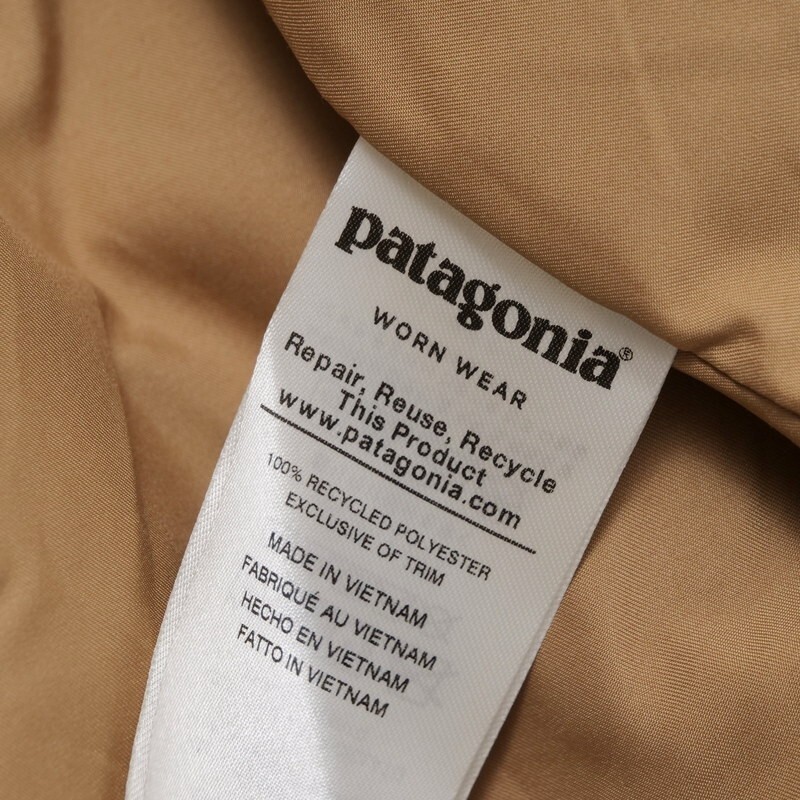 patagonia®
WORN WEAR
Repair, Reuse, Recycle
This Product
www.patagonia.com
100% RECYCLED POLYESTER
EXCLUSIVE OF TRIM
MADE IN VIETNAM
FABRIQUÉ AU VIETNAM
HECHO EN VIETNAM
FATTO IN VIETNAM